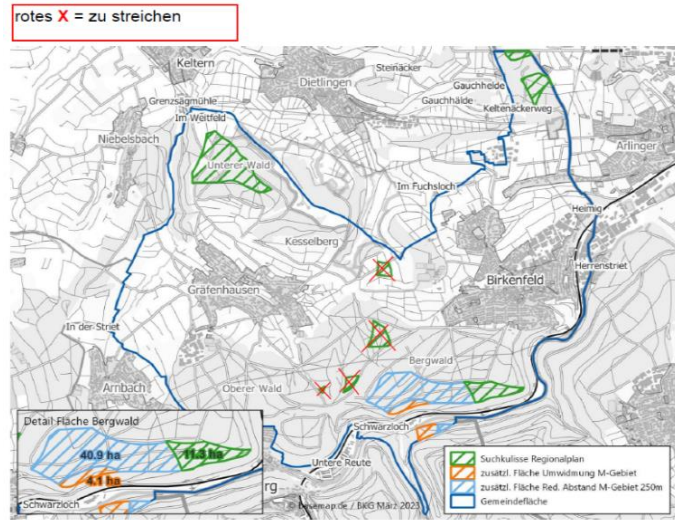 rotes X = zu streichen
Keltern
Dietlingen
Steinäcker
Grenzsägmühle
Im Weitfeld
Gauchheide
Gauchhälde
Keltenäckerweg
Niebelsbach
Arlinger
Unterer Wald
Im Fuchsloch
Heimig
Kesselberg
Herrenstriet
Birkenfeld
Gräfenhausen
In der Striet
Bergwald
Arnbach
Oberer Wald
Schwarzloch
Detail Fläche Bergwald
40.9 ha
11.3 ha
4.1 ha
Schwarzloch
Untere Reute
rg
Suchkulisse Regionalplan
zusätzl. Fläche Umwidmung M-Gebiet
zusätzl. Fläche Red. Abstand M-Gebiet 250m
Gemeindefläche
© basemap.de / BKG März 2023